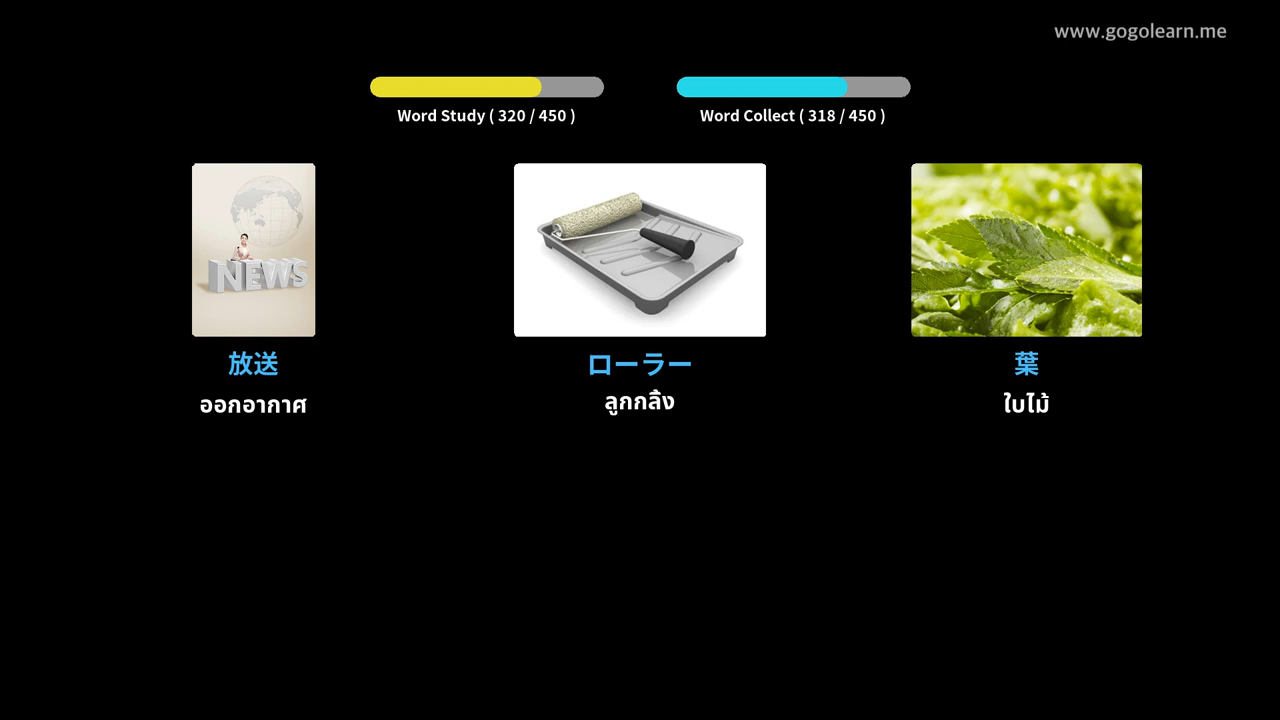 www.gogolearn.me
Word Study ( 320 / 450 )
Word Collect ( 318 / 450 )
NEWS
放送
ローラー
葉
ออกอากาศ
ลูกกลิ้ง
ใบไม้